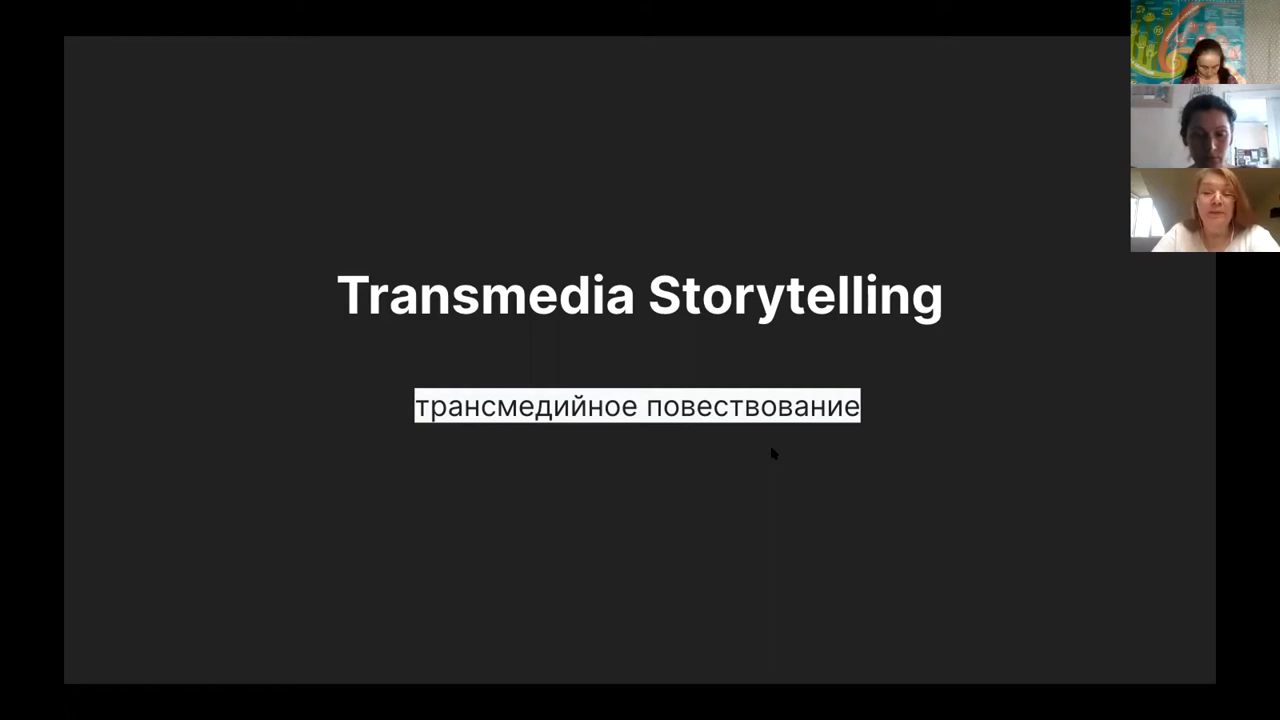 Transmedia Storytelling
трансмедийное повествование